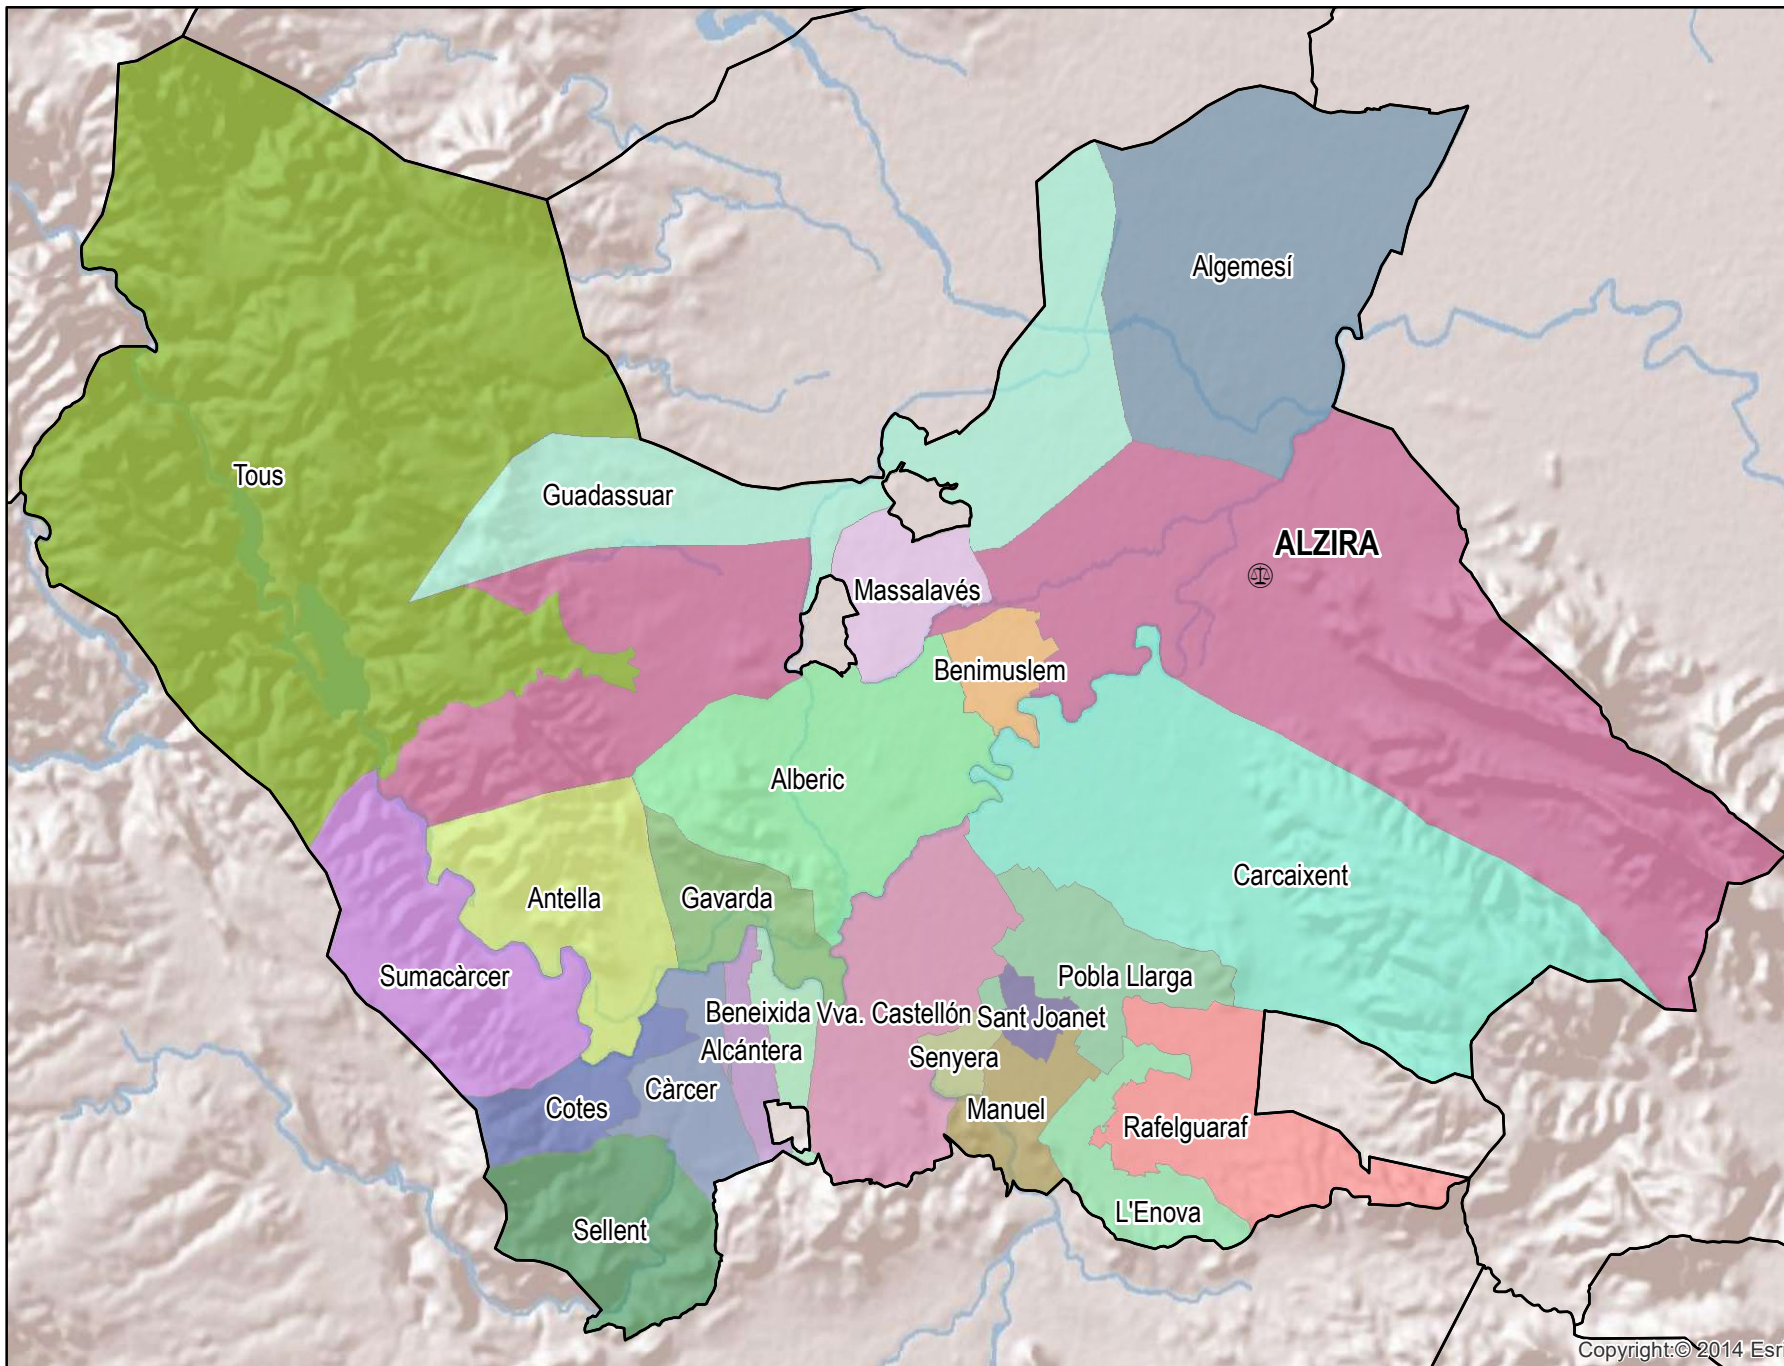 Algemesí
Tous
Guadassuar
ALZIRA
Massalavés
Benimuslem
Alberic
Carcaixent
Antella
Gavarda
Sumacàrcer
Pobla Llarga
Beneixida
Vva. Castellón
Sant Joanet
Alcántera
Senyera
Càrcer
Cotes
Manuel
Rafelguaraf
L'Enova
Sellent
Copyright:© 2014 Esri